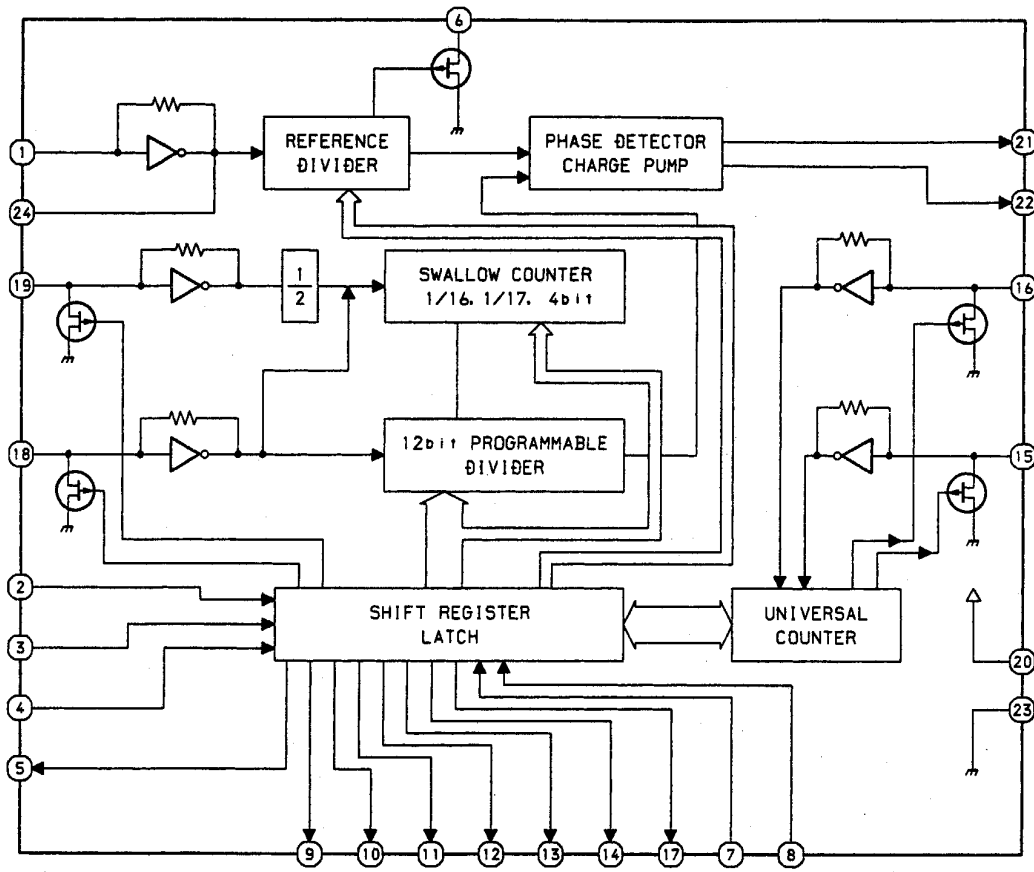 6
REFERENCE
DIVIDER
PHASE DETECTOR
CHARGE PUMP
1
21
24
22
19
1
2
SWALLOW COUNTER
1/16. 1/17. 4bit
16
18
12bit PROGRAMMABLE
DIVIDER
15
2
SHIFT REGISTER
LATCH
UNIVERSAL
COUNTER
3
20
4
23
5
9
10
11
12
13
14
17
7
8